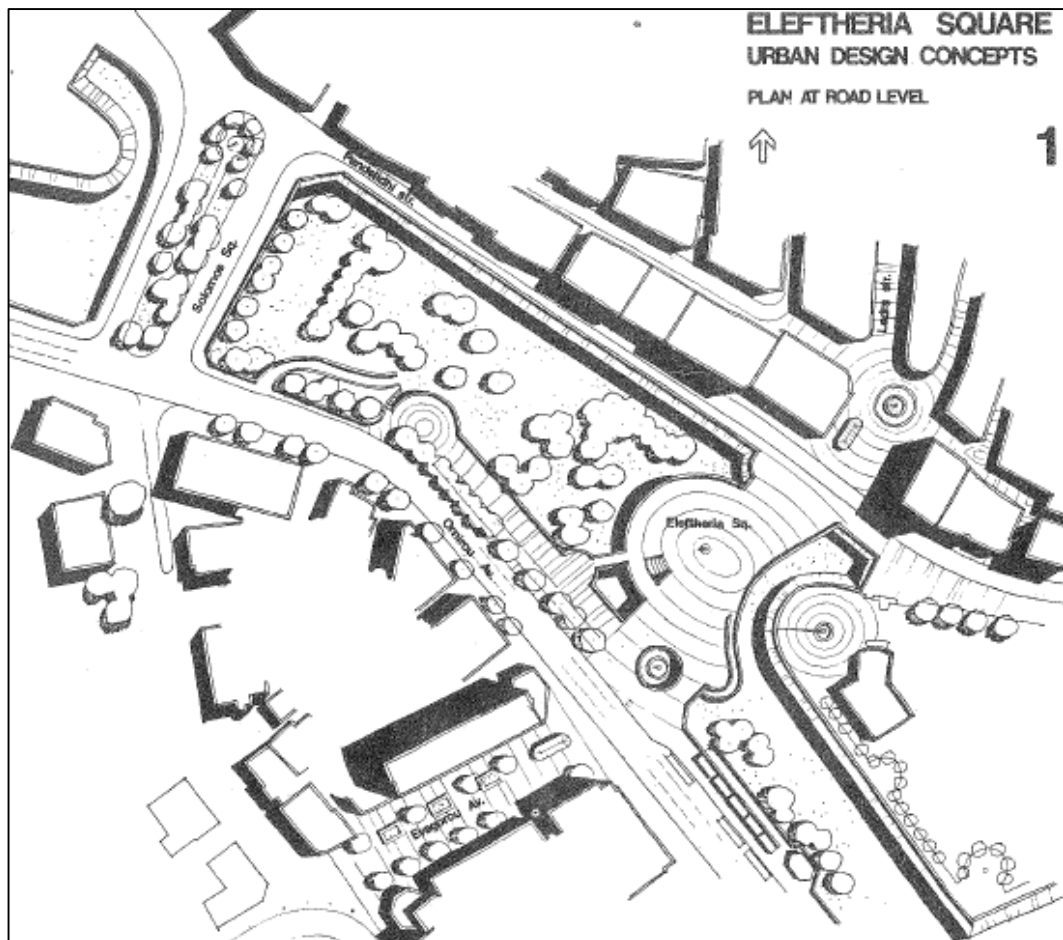 ELEFTHERIA SQUARE
URBAN DESIGN CONCEPTS
PLAN AT ROAD LEVEL
1
Solomos Sq.
str.
Ledra str.
Eleftheria Sq.
Omirou
Evagorou Av.